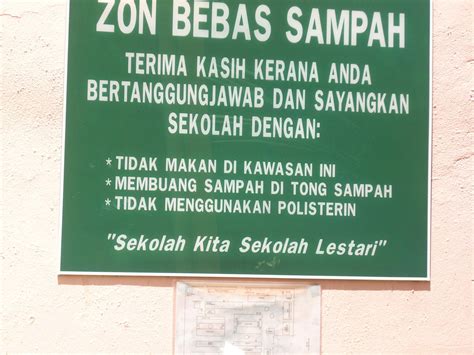 ZON BEBAS SAMPAH
TERIMA KASIH KERANA ANDA
BERTANGGUNGJAWAB DAN SAYANGKAN
SEKOLAH DENGAN:
* TIDAK MAKAN DI KAWASAN INI
* MEMBUANG SAMPAH DI TONG SAMPAH
* TIDAK MENGGUNAKAN POLISTERIN
"Sekolah Kita Sekolah Lestari"